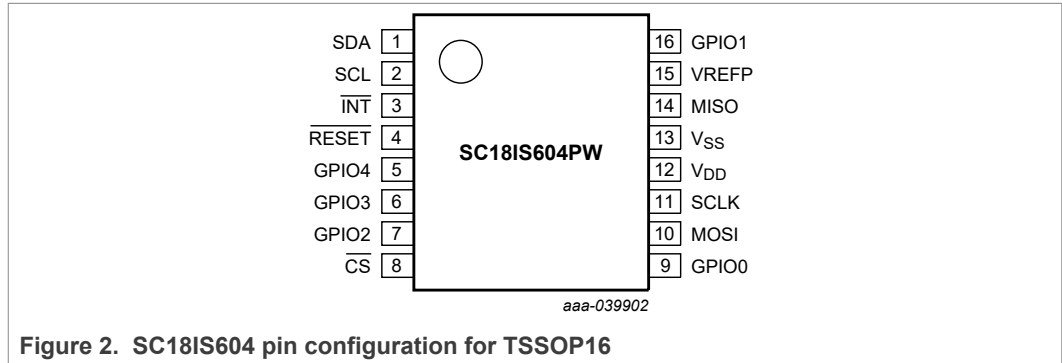 SDA 1 16 GPIO1
SCL 2 15 VREFP
INT 3 14 MISO
RESET 4 13 VSS
SC18IS604PW
GPIO4 5 12 VDD
GPIO3 6 11 SCLK
GPIO2 7 10 MOSI
CS 8 9 GPIO0
aaa-039902
Figure 2. SC18IS604 pin configuration for TSSOP16